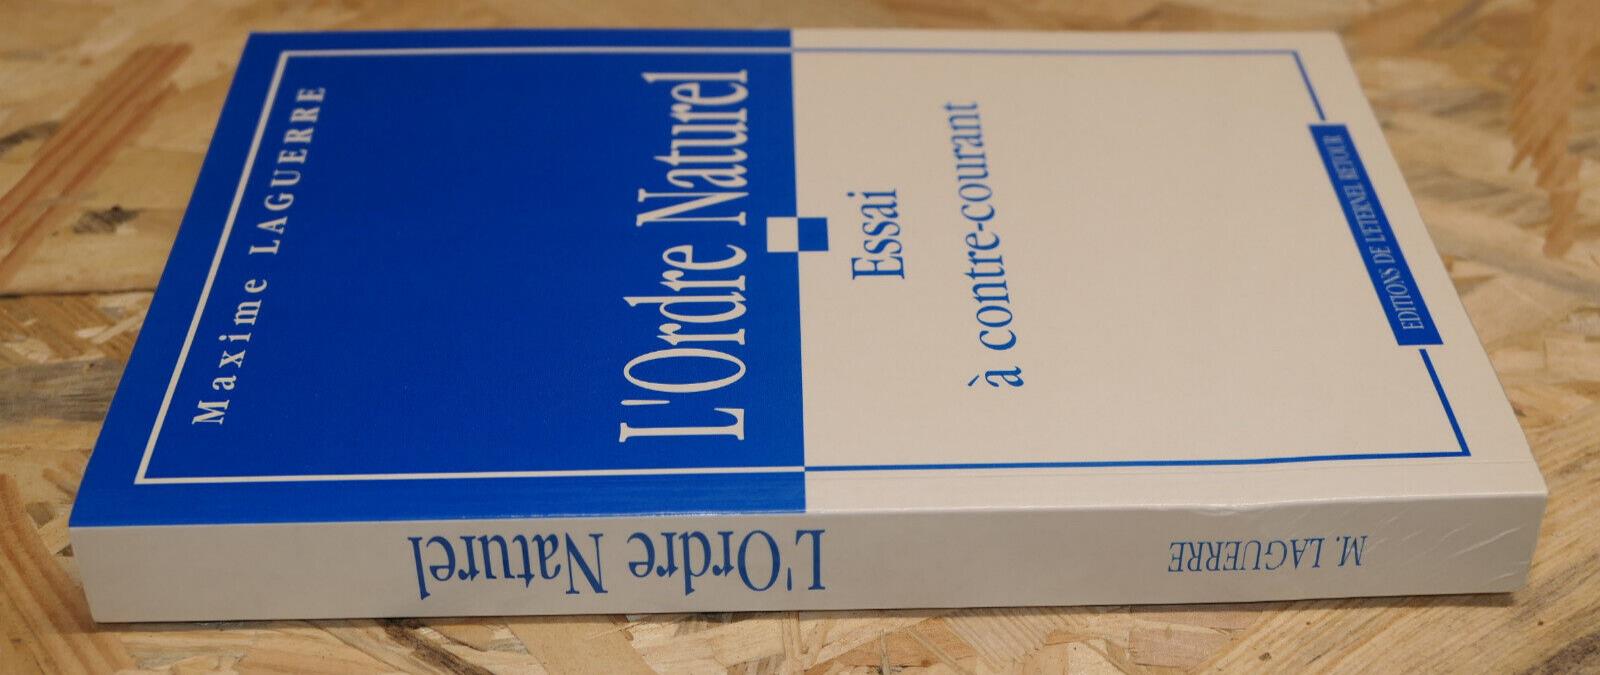 Maxime LAGUERRE
L'Ordre Naturel
Essai
à contre-courant
EDITIONS DE L'ETERNEL RETOUR
L'Ordre Naturel
M. LAGUERRE